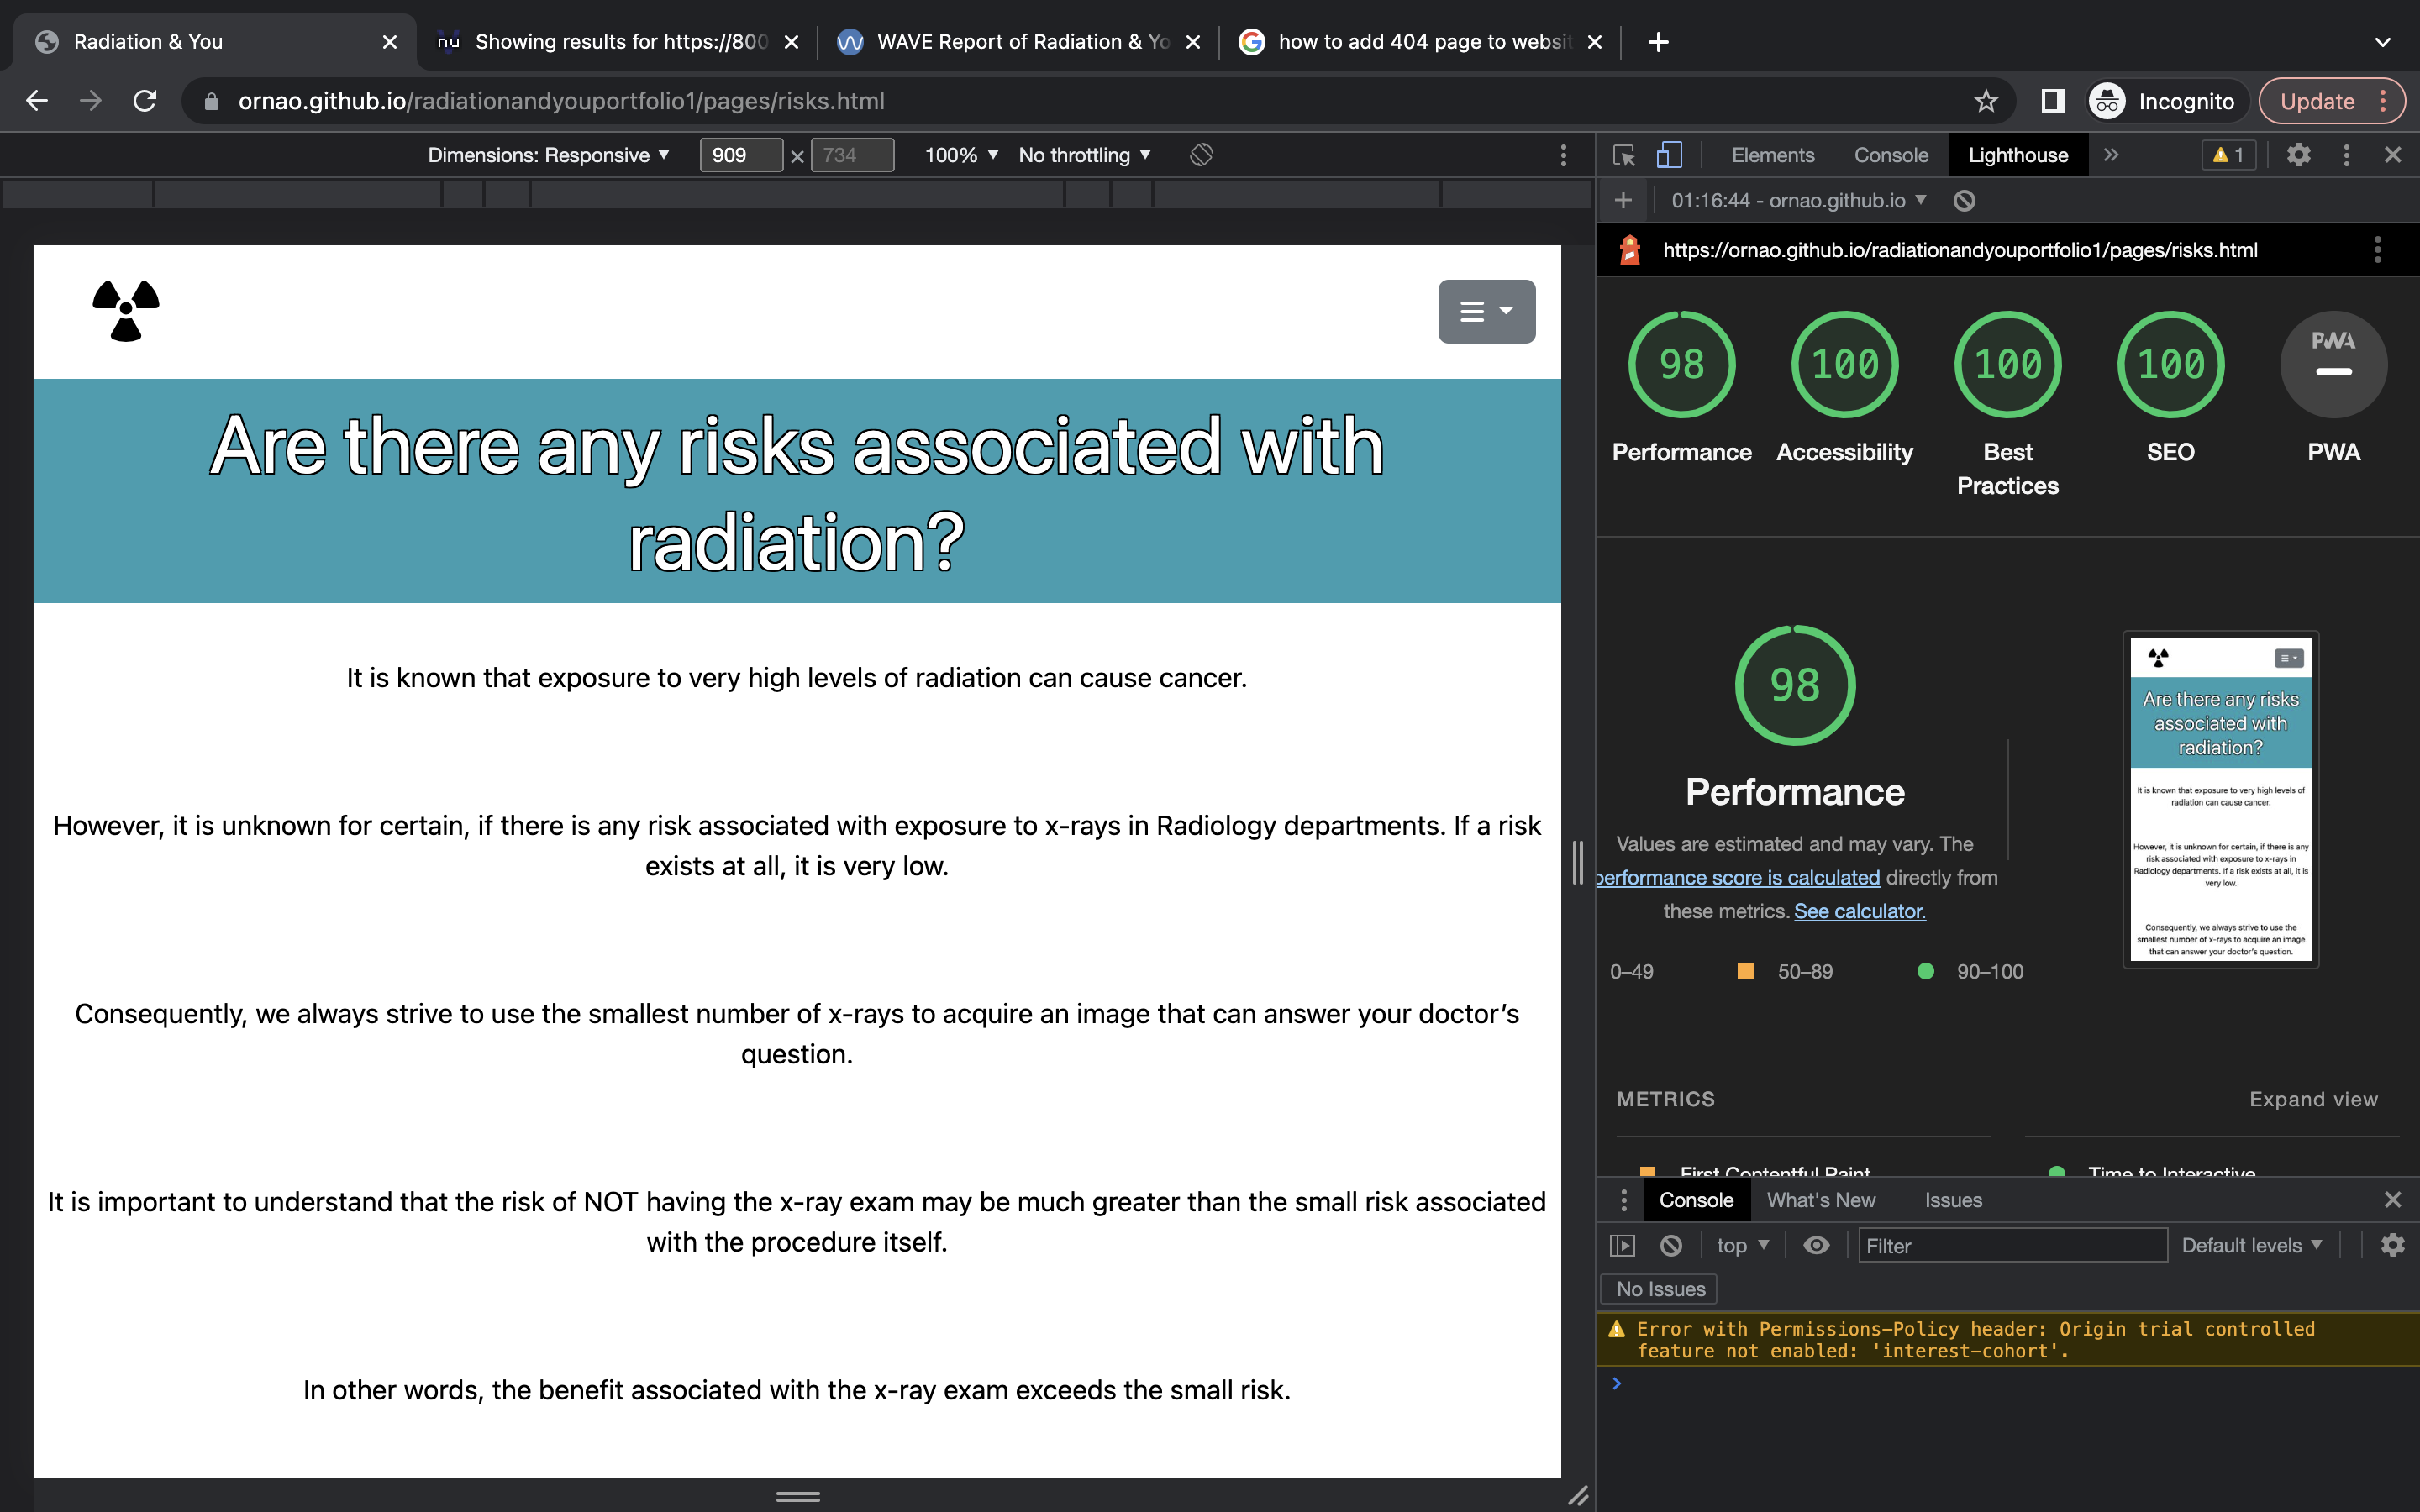 Radiation & You
nu Showing results for https://800
WAVE Report of Radiation & Yo
how to add 404 page to websit
ornao.github.io/radiationandyouportfolio1/pages/risks.html
Incognito
Update
Dimensions: Responsive 909 × 734 100% No throttling
Elements Console Lighthouse » 1
01:16:44 - ornao.github.io
https://ornao.github.io/radiationandyouportfolio1/pages/risks.html
98 100 100 100 PWA
Performance Accessibility Best Practices SEO PWA
Are there any risks associated with
radiation?
It is known that exposure to very high levels of radiation can cause cancer.
However, it is unknown for certain, if there is any risk associated with exposure to x-rays in Radiology departments. If a risk
exists at all, it is very low.
Consequently, we always strive to use the smallest number of x-rays to acquire an image that can answer your doctor’s
question.
It is important to understand that the risk of NOT having the x-ray exam may be much greater than the small risk associated
with the procedure itself.
In other words, the benefit associated with the x-ray exam exceeds the small risk.
98
Performance
Values are estimated and may vary. The
performance score is calculated directly from
these metrics. See calculator.
0–49 50–89 90–100
Are there any risks
associated with
radiation?
It is known that exposure to very high levels of
radiation can cause cancer.
However, it is unknown for certain, if there is any
risk associated with exposure to x-rays in
Radiology departments. If a risk exists at all, it is
very low.
Consequently, we always strive to use the
smallest number of x-rays to acquire an image
that can answer your doctor’s question.
METRICS Expand view
First Contentful Paint Time to Interactive
Console What's New Issues
top Filter Default levels
No Issues
Error with Permissions-Policy header: Origin trial controlled
feature not enabled: 'interest-cohort'.